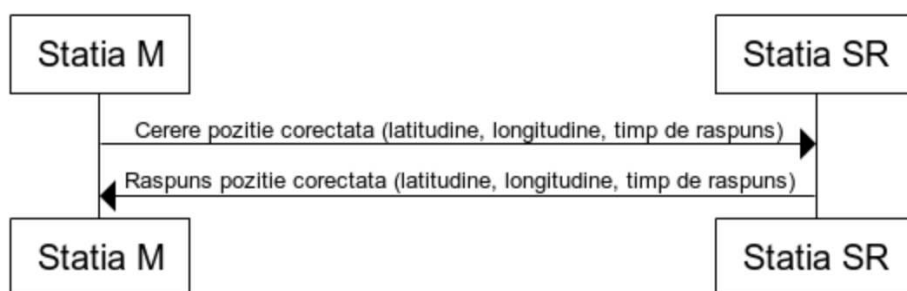 Statia M
Statia SR
Cerere pozitie corectata (latitudine, longitudine, timp de raspuns)
Raspuns pozitie corectata (latitudine, longitudine, timp de raspuns)
Statia M
Statia SR